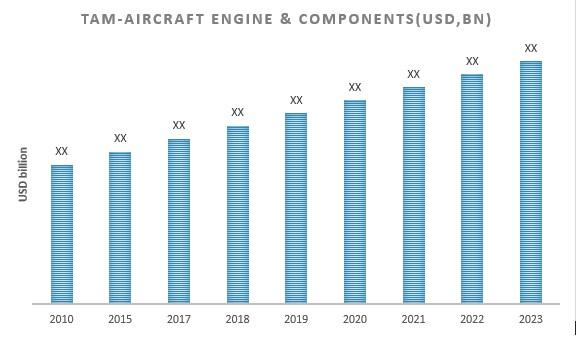 TAM-AIRCRAFT ENGINE & COMPONENTS(USD,BN)
XX
XX
XX
XX
XX
XX
XX
XX
XX
USD billion
2010 2015 2017 2018 2019 2020 2021 2022 2023